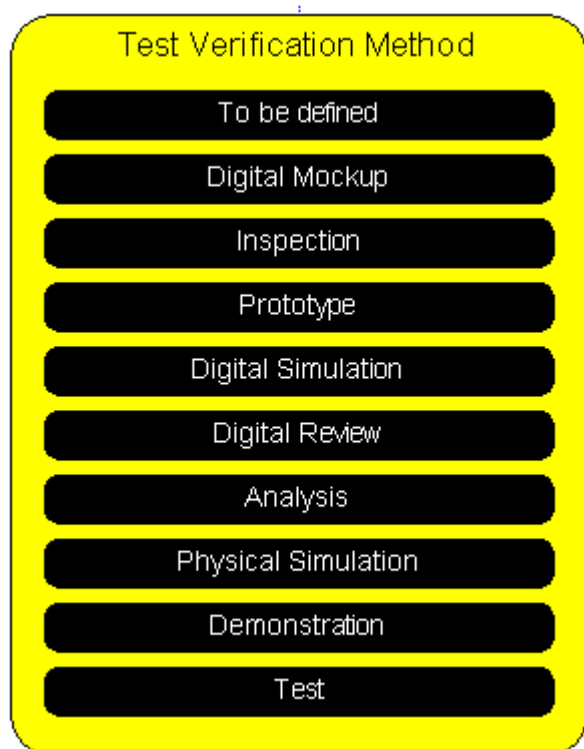 Test Verification Method
To be defined
Digital Mockup
Inspection
Prototype
Digital Simulation
Digital Review
Analysis
Physical Simulation
Demonstration
Test